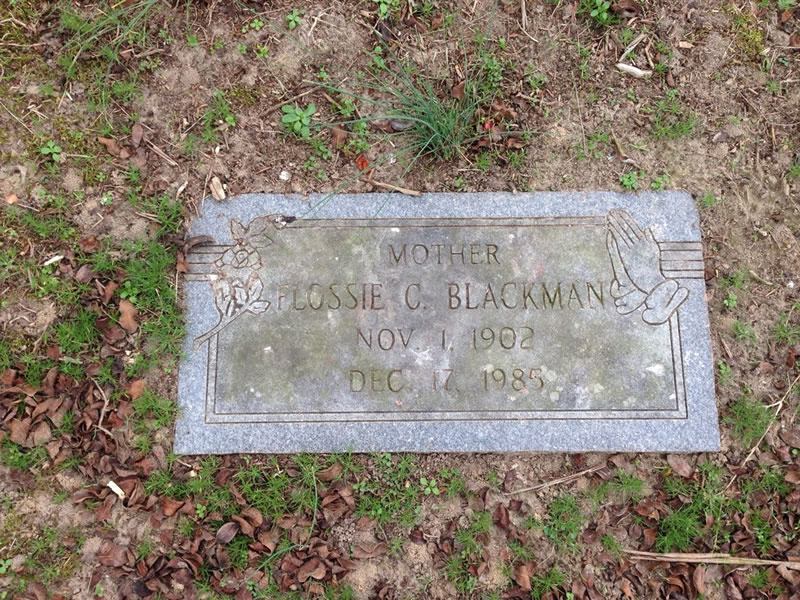 MOTHER
FLOSSIE C. BLACKMAN
NOV. 1, 1902
DEC. 17, 1985